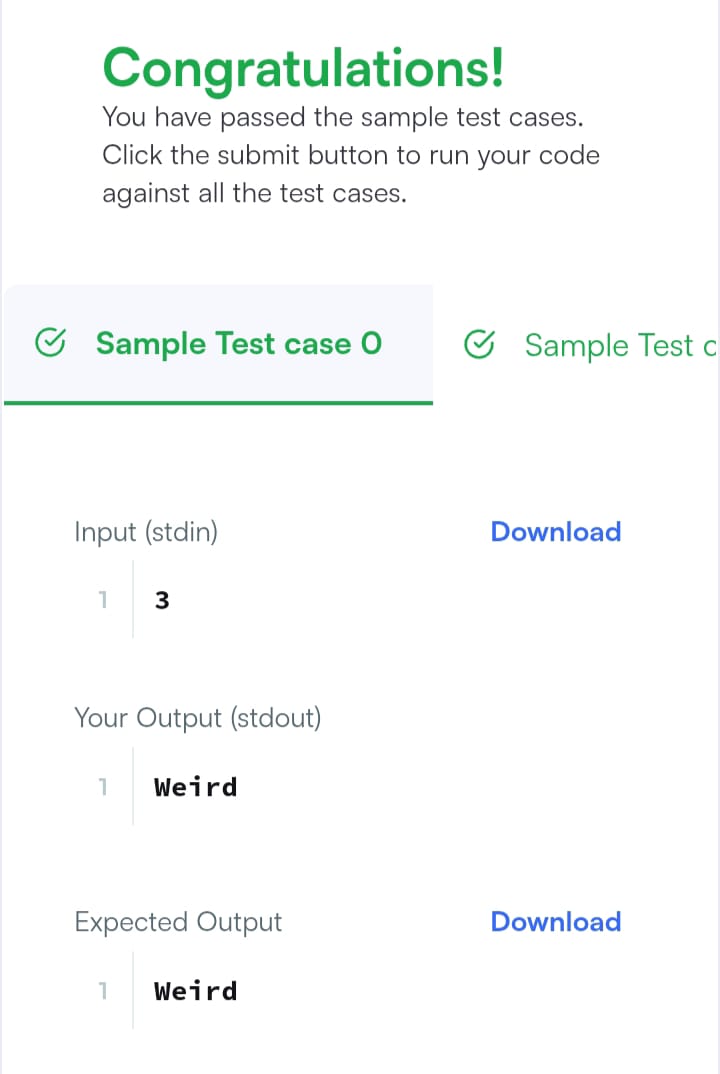 Congratulations!
You have passed the sample test cases.
Click the submit button to run your code
against all the test cases.
Sample Test case 0
Sample Test c
Input (stdin)
Download
1
3
Your Output (stdout)
1
Weird
Expected Output
Download
1
Weird